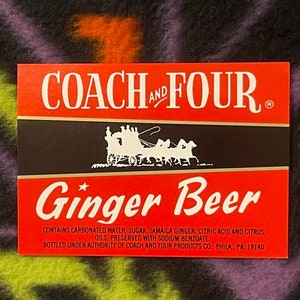 COACH AND FOUR®
Ginger Beer
CONTAINS CARBONATED WATER, SUGAR, JAMAICA GINGER, CITRIC ACID AND CITRUS
OILS, PRESERVED WITH SODIUM BENZOATE.
BOTTLED UNDER AUTHORITY OF COACH AND FOUR PRODUCTS CO., PHILA., PA. 19140